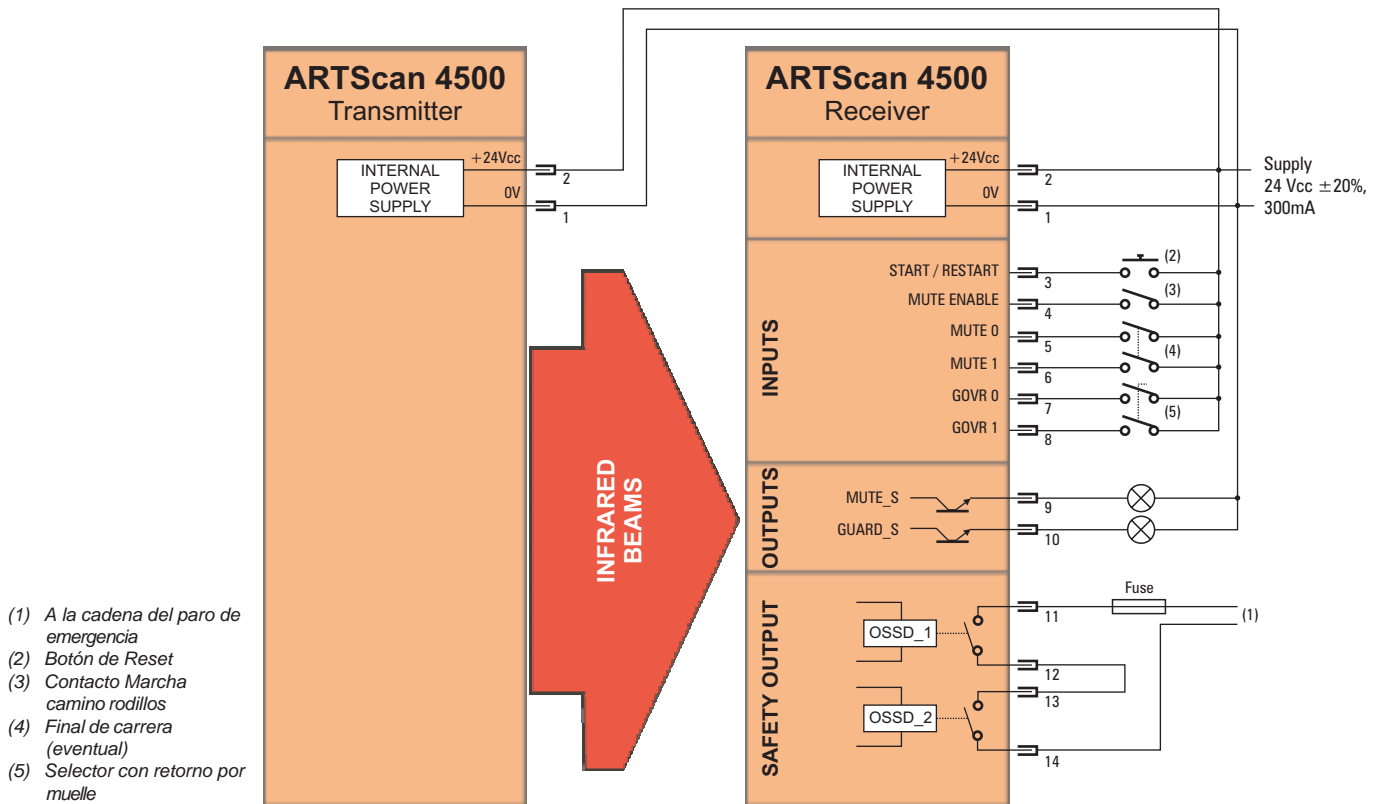 ARTScan 4500
Transmitter
INTERNAL
POWER
SUPPLY
+24Vcc
0V
2
1
INFRARED
BEAMS
ARTScan 4500
Receiver
INTERNAL
POWER
SUPPLY
+24Vcc
0V
2
1
Supply
24 Vcc ±20%,
300mA
INPUTS
START / RESTART
3
(2)
MUTE ENABLE
4
(3)
MUTE 0
5
MUTE 1
6
(4)
GOVR 0
7
GOVR 1
8
(5)
OUTPUTS
MUTE_S
9
GUARD_S
10
SAFETY OUTPUT
OSSD_1
11
Fuse
(1)
12
13
OSSD_2
14
(1) A la cadena del paro de
emergencia
(2) Botón de Reset
(3) Contacto Marcha
camino rodillos
(4) Final de carrera
(eventual)
(5) Selector con retorno por
muelle